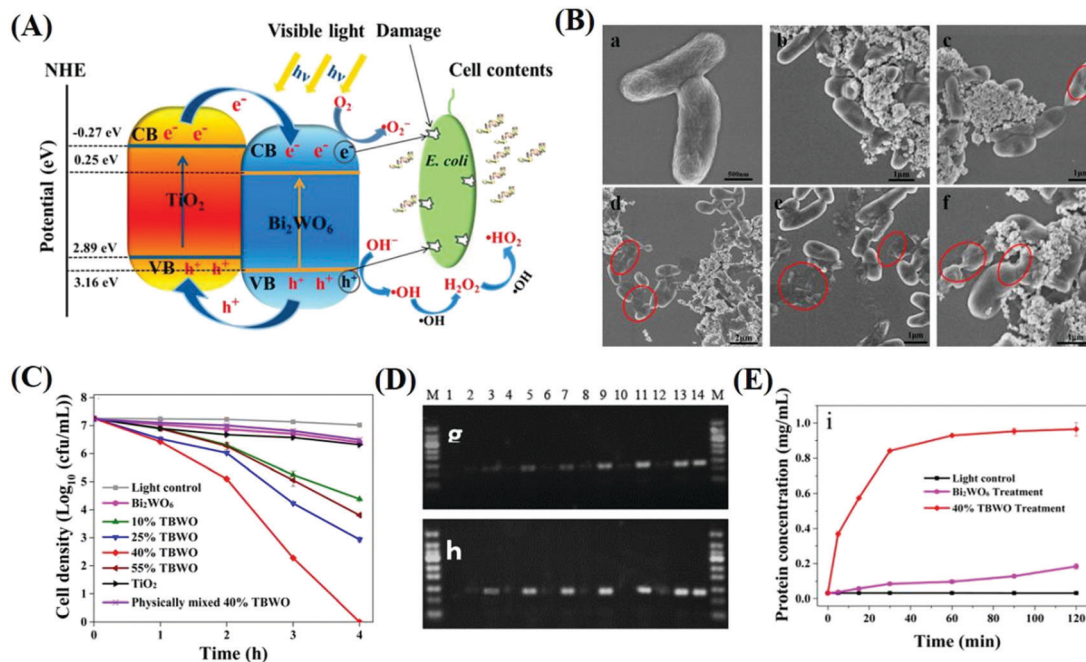 (A)
Visible light Damage
NHE
hν hν
Cell contents
e⁻
O₂
•O₂⁻
-0.27 eV
CB e⁻ e⁻
0.25 eV
CB e⁻ e⁻ e⁻
E. coli
Potential (eV)
TiO₂
Bi₂WO₆
2.89 eV
VB h⁺ h⁺
3.16 eV
VB h⁺ h⁺ h⁺
h⁺
OH⁻
•OH
•OH
H₂O₂
•HO₂
•OH
(B)
a
500nm
b
1μm
c
1μm
d
2μm
e
1μm
f
1μm
(C)
Cell density (Log₁₀ (cfu/mL))
8
7
6
5
4
3
2
1
0
Light control
Bi₂WO₆
10% TBWO
25% TBWO
40% TBWO
55% TBWO
TiO₂
Physically mixed 40% TBWO
0 1 2 3 4
Time (h)
(D)
M 1 2 3 4 5 6 7 8 9 10 11 12 13 14 M
g
h
(E)
i
Protein concentration (mg/mL)
1.0
0.8
0.6
0.4
0.2
0.0
Light control
Bi₂WO₆ Treatment
40% TBWO Treatment
0 20 40 60 80 100 120
Time (min)